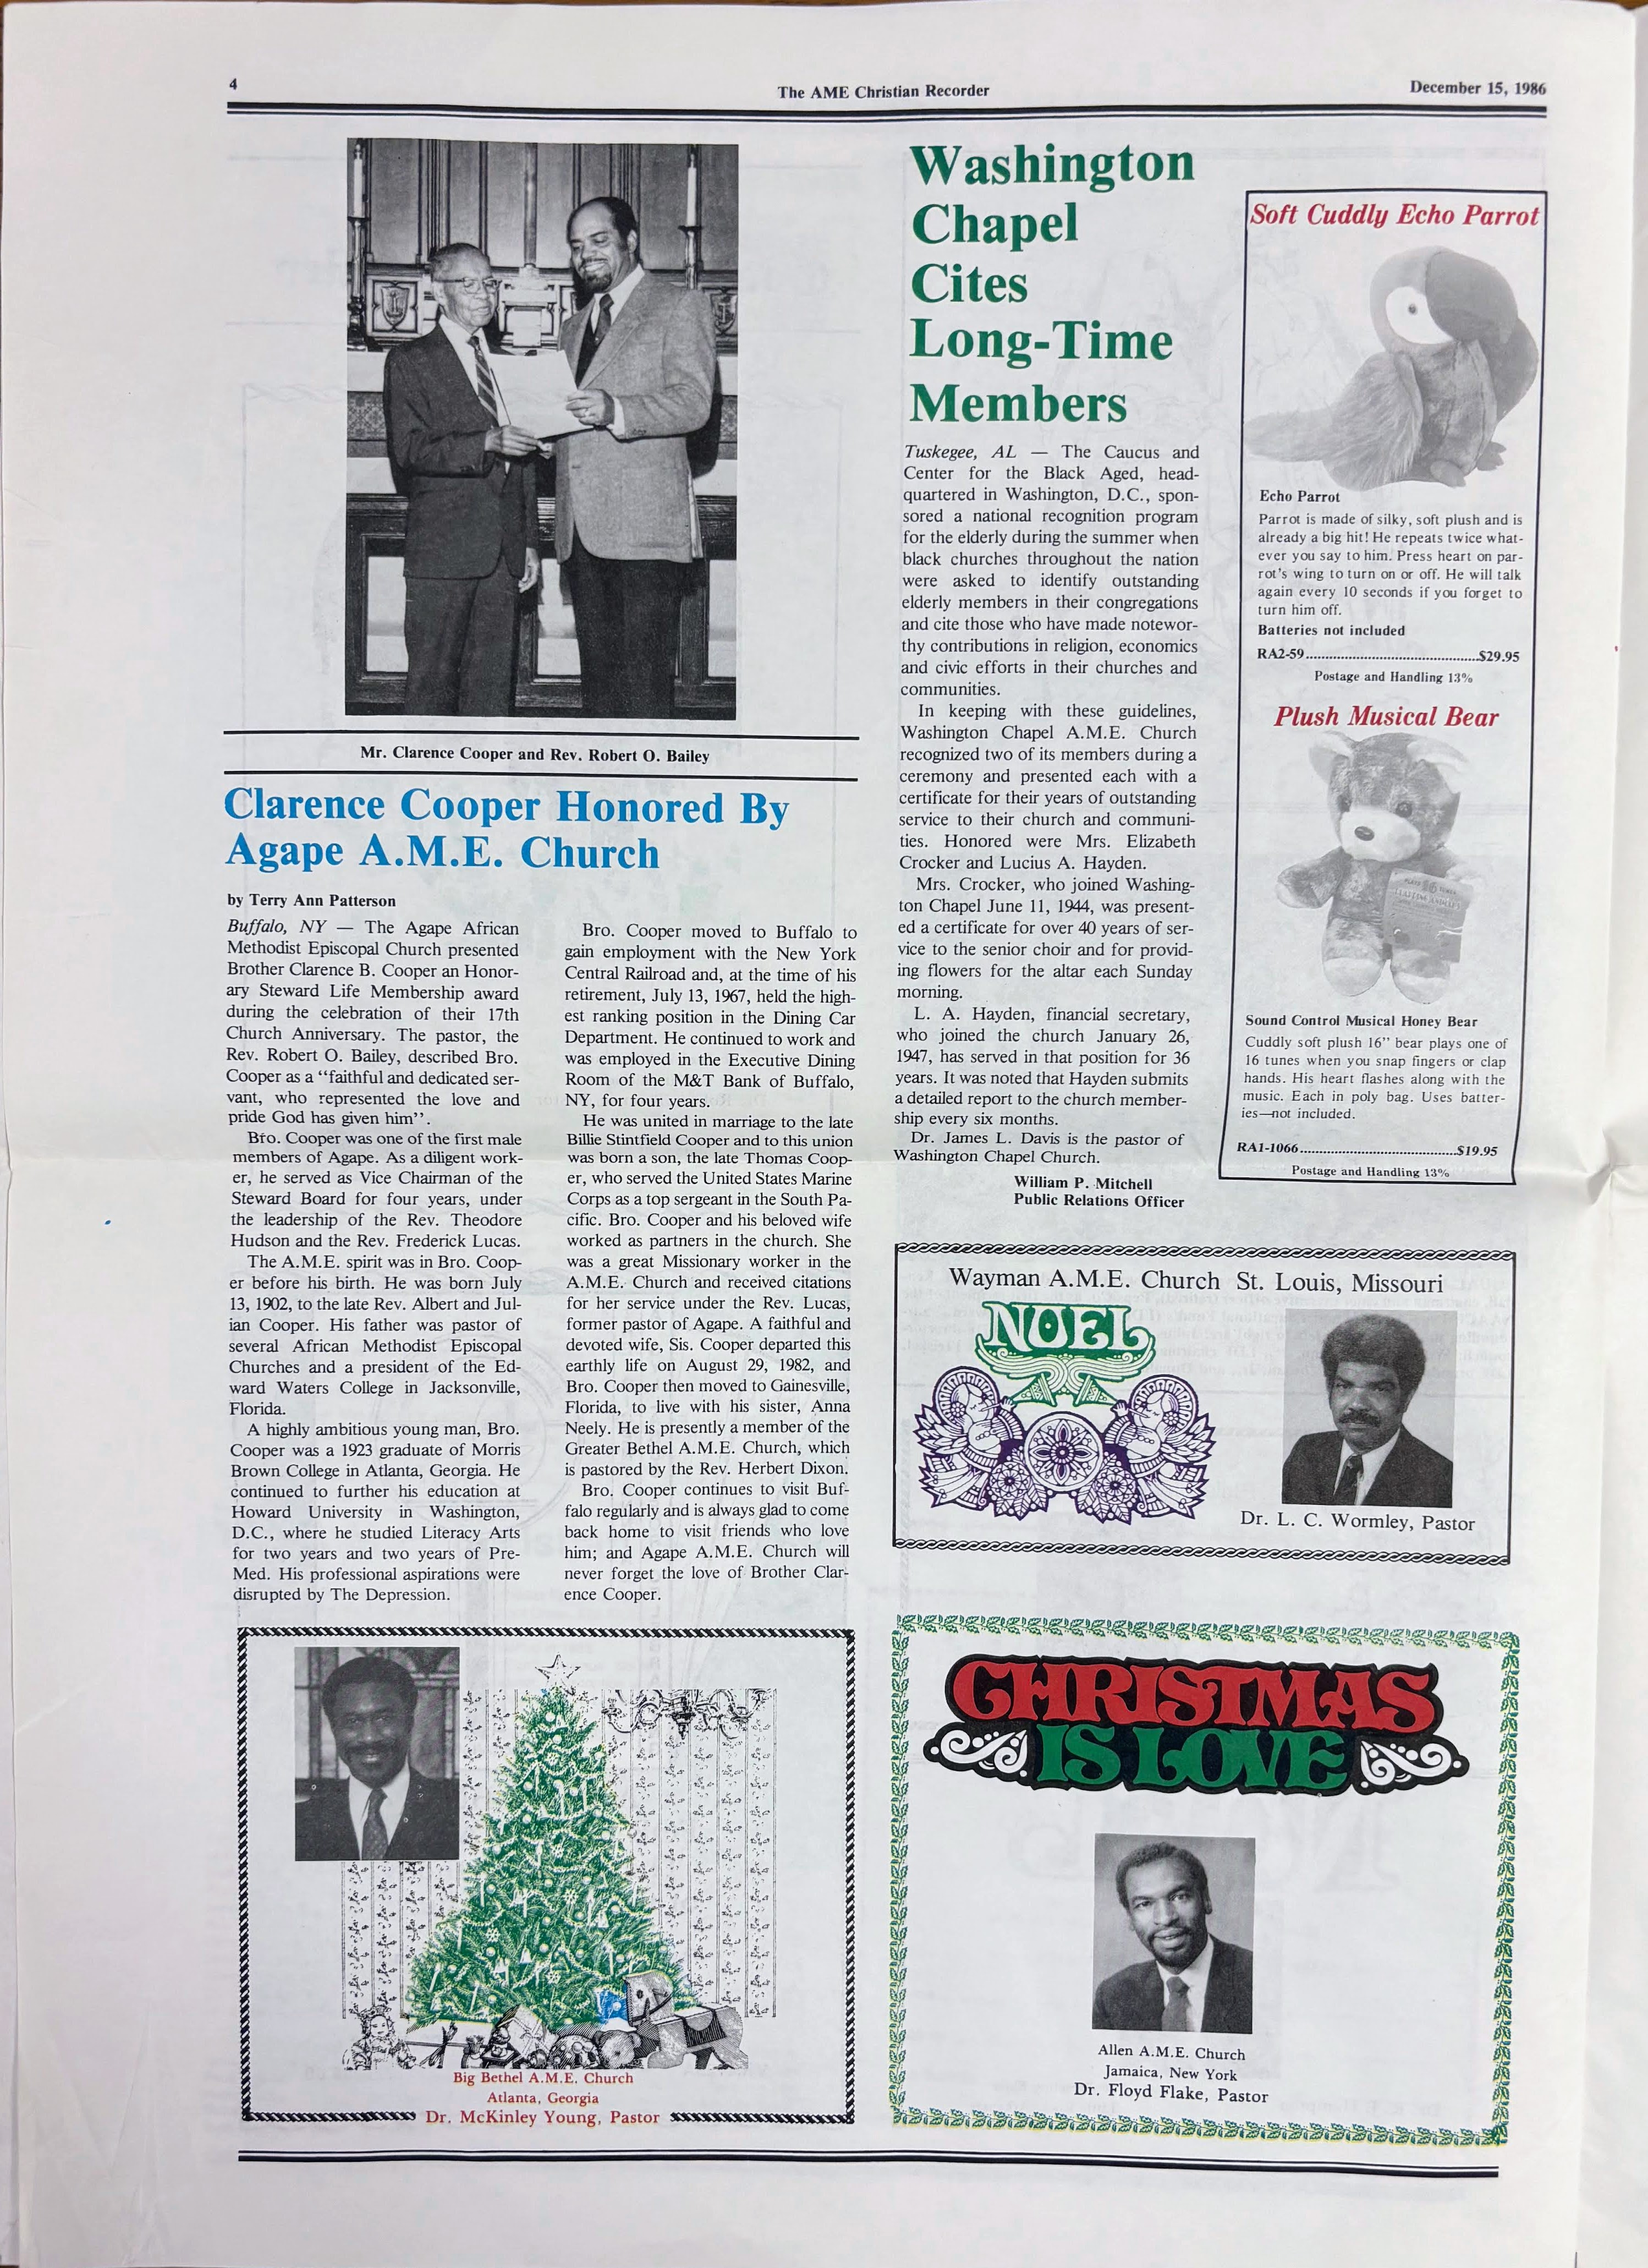 4
The AME Christian Recorder
December 15, 1986
Mr. Clarence Cooper and Rev. Robert O. Bailey
Clarence Cooper Honored By
Agape A.M.E. Church
by Terry Ann Patterson
Buffalo, NY — The Agape African
Methodist Episcopal Church presented
Brother Clarence B. Cooper an Honor-
ary Steward Life Membership award
during the celebration of their 17th
Church Anniversary. The pastor, the
Rev. Robert O. Bailey, described Bro.
Cooper as a "faithful and dedicated ser-
vant, who represented the love and
pride God has given him".
Bro. Cooper was one of the first male
members of Agape. As a diligent work-
er, he served as Vice Chairman of the
Steward Board for four years, under
the leadership of the Rev. Theodore
Hudson and the Rev. Frederick Lucas.
The A.M.E. spirit was in Bro. Coop-
er before his birth. He was born July
13, 1902, to the late Rev. Albert and Jul-
ian Cooper. His father was pastor of
several African Methodist Episcopal
Churches and a president of the Ed-
ward Waters College in Jacksonville,
Florida.
A highly ambitious young man, Bro.
Cooper was a 1923 graduate of Morris
Brown College in Atlanta, Georgia. He
continued to further his education at
Howard University in Washington,
D.C., where he studied Literacy Arts
for two years and two years of Pre-
Med. His professional aspirations were
disrupted by The Depression.
Bro. Cooper moved to Buffalo to
gain employment with the New York
Central Railroad and, at the time of his
retirement, July 13, 1967, held the high-
est ranking position in the Dining Car
Department. He continued to work and
was employed in the Executive Dining
Room of the M&T Bank of Buffalo,
NY, for four years.
He was united in marriage to the late
Billie Stintfield Cooper and to this union
was born a son, the late Thomas Coop-
er, who served the United States Marine
Corps as a top sergeant in the South Pa-
cific. Bro. Cooper and his beloved wife
worked as partners in the church. She
was a great Missionary worker in the
A.M.E. Church and received citations
for her service under the Rev. Lucas,
former pastor of Agape. A faithful and
devoted wife, Sis. Cooper departed this
earthly life on August 29, 1982, and
Bro. Cooper then moved to Gainesville,
Florida, to live with his sister, Anna
Neely. He is presently a member of the
Greater Bethel A.M.E. Church, which
is pastored by the Rev. Herbert Dixon.
Bro. Cooper continues to visit Buf-
falo regularly and is always glad to come
back home to visit friends who love
him; and Agape A.M.E. Church will
never forget the love of Brother Clar-
ence Cooper.
Washington
Chapel
Cites
Long-Time
Members
Tuskegee, AL — The Caucus and
Center for the Black Aged, head-
quartered in Washington, D.C., spon-
sored a national recognition program
for the elderly during the summer when
black churches throughout the nation
were asked to identify outstanding
elderly members in their congregations
and cite those who have made notewor-
thy contributions in religion, economics
and civic efforts in their churches and
communities.
In keeping with these guidelines,
Washington Chapel A.M.E. Church
recognized two of its members during a
ceremony and presented each with a
certificate for their years of outstanding
service to their church and communi-
ties. Honored were Mrs. Elizabeth
Crocker and Lucius A. Hayden.
Mrs. Crocker, who joined Washing-
ton Chapel June 11, 1944, was present-
ed a certificate for over 40 years of ser-
vice to the senior choir and for provid-
ing flowers for the altar each Sunday
morning.
L. A. Hayden, financial secretary,
who joined the church January 26,
1947, has served in that position for 36
years. It was noted that Hayden submits
a detailed report to the church member-
ship every six months.
Dr. James L. Davis is the pastor of
Washington Chapel Church.
William P. Mitchell
Public Relations Officer
Soft Cuddly Echo Parrot
Echo Parrot
Parrot is made of silky, soft plush and is
already a big hit! He repeats twice what-
ever you say to him. Press heart on par-
rot's wing to turn on or off. He will talk
again every 10 seconds if you forget to
turn him off.
Batteries not included
RA2-59..............................................$29.95
Postage and Handling 13%
Plush Musical Bear
Sound Control Musical Honey Bear
Cuddly soft plush 16" bear plays one of
16 tunes when you snap fingers or clap
hands. His heart flashes along with the
music. Each in poly bag. Uses batter-
ies—not included.
RA1-1066..........................................$19.95
Postage and Handling 13%
Wayman A.M.E. Church St. Louis, Missouri
NOEL
Dr. L. C. Wormley, Pastor
Big Bethel A.M.E. Church
Atlanta, Georgia
Dr. McKinley Young, Pastor
CHRISTMAS
IS LOVE
Allen A.M.E. Church
Jamaica, New York
Dr. Floyd Flake, Pastor